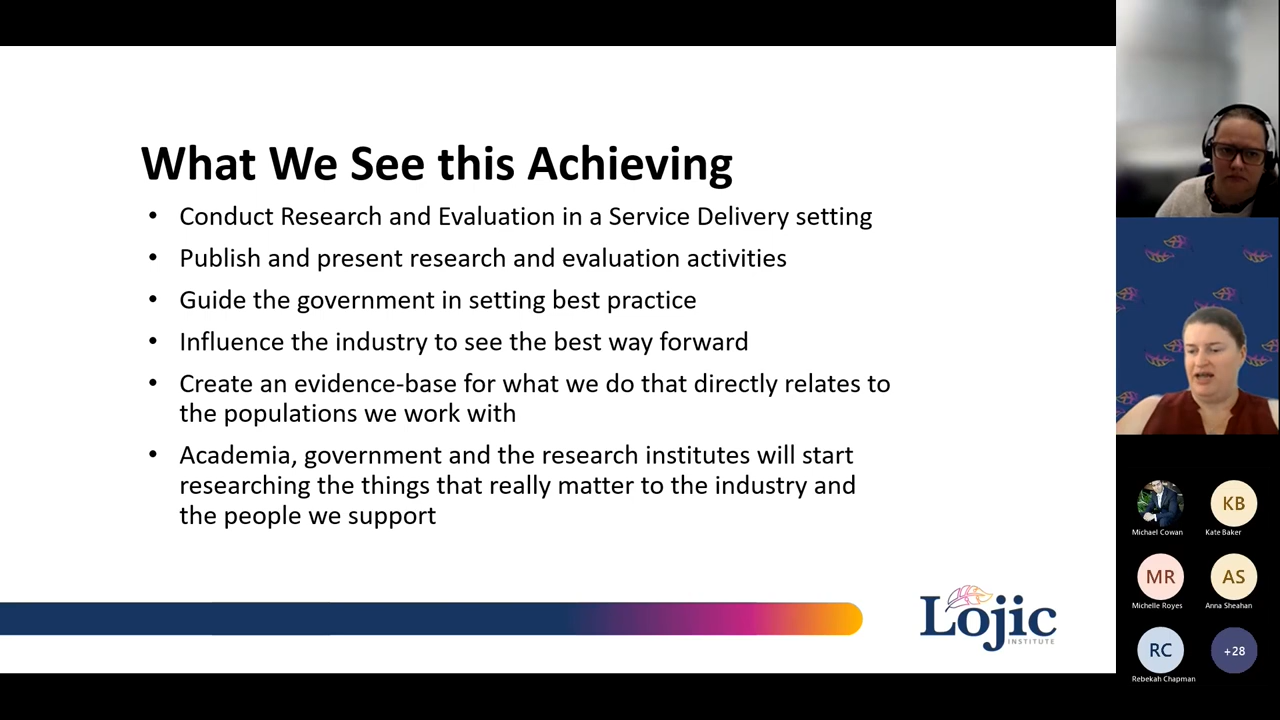 What We See this Achieving
• Conduct Research and Evaluation in a Service Delivery setting
• Publish and present research and evaluation activities
• Guide the government in setting best practice
• Influence the industry to see the best way forward
• Create an evidence-base for what we do that directly relates to
the populations we work with
• Academia, government and the research institutes will start
researching the things that really matter to the industry and
the people we support
Lojic
INSTITUTE
KB
Michael Cowan
Kate Baker
MR
AS
Michelle Royes
Anna Sheahan
RC
+28
Rebekah Chapman